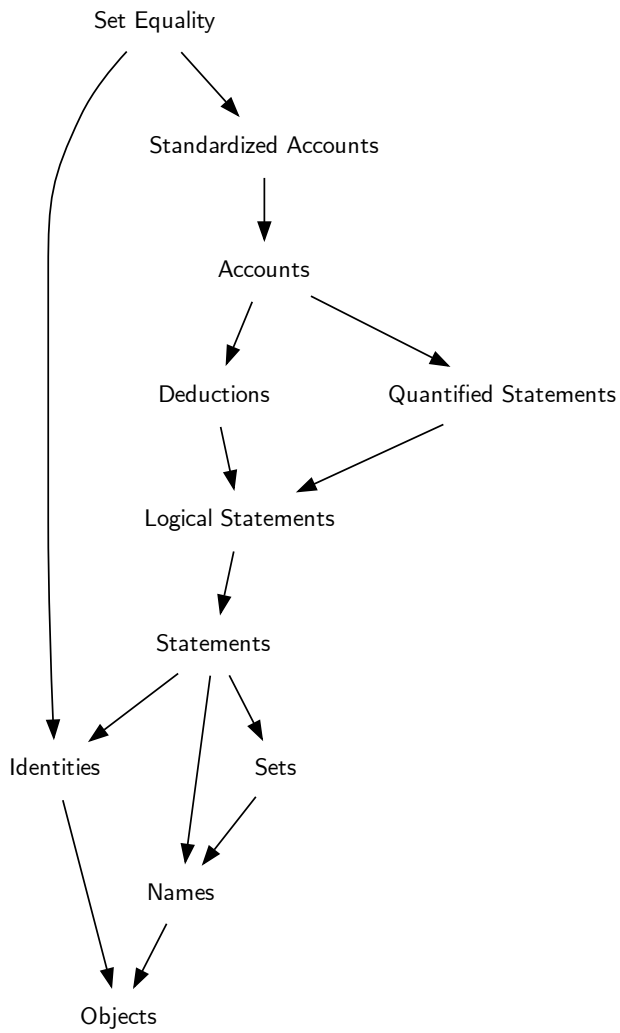 Set Equality
Standardized Accounts
Accounts
Deductions
Quantified Statements
Logical Statements
Statements
Identities
Sets
Names
Objects